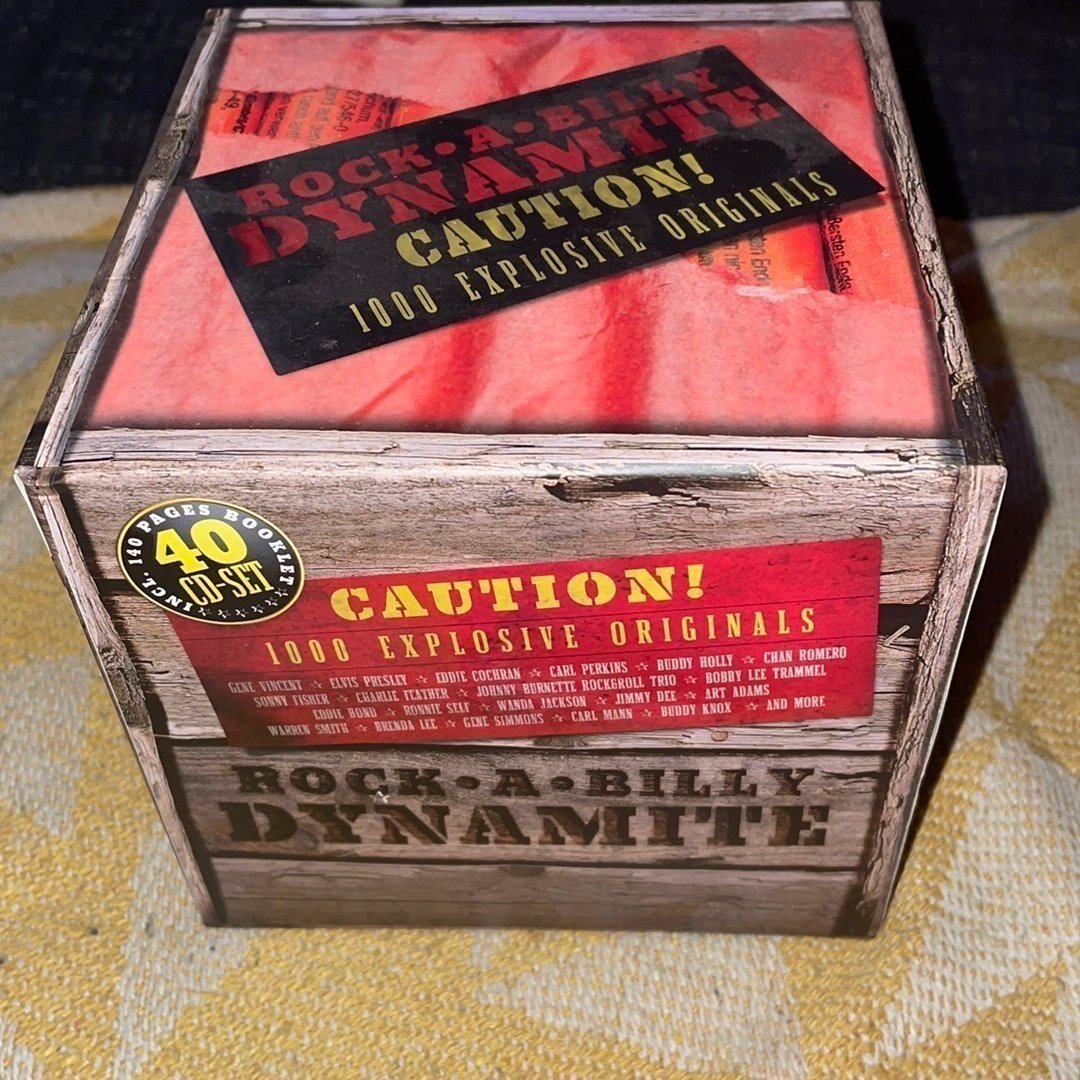 ROCK•A•BILLY
DYNAMITE
CAUTION!
1000 EXPLOSIVE ORIGINALS
INCL. 140 PAGES BOOKLET
40
CD-SET
CAUTION!
1000 EXPLOSIVE ORIGINALS
GENE VINCENT ☆ ELVIS PRESLEY ☆ EDDIE COCHRAN ☆ CARL PERKINS ☆ BUDDY HOLLY ☆ CHAN ROMERO
SONNY FISHER ☆ CHARLIE FEATHER ☆ JOHNNY BURNETTE ROCK&ROLL TRIO ☆ BOBBY LEE TRAMMEL
EDDIE BOND ☆ RONNIE SELF ☆ WANDA JACKSON ☆ JIMMY DEE ☆ ART ADAMS
WARREN SMITH ☆ BRENDA LEE ☆ GENE SIMMONS ☆ CARL MANN ☆ BUDDY KNOX ☆ AND MORE
ROCK•A•BILLY
DYNAMITE